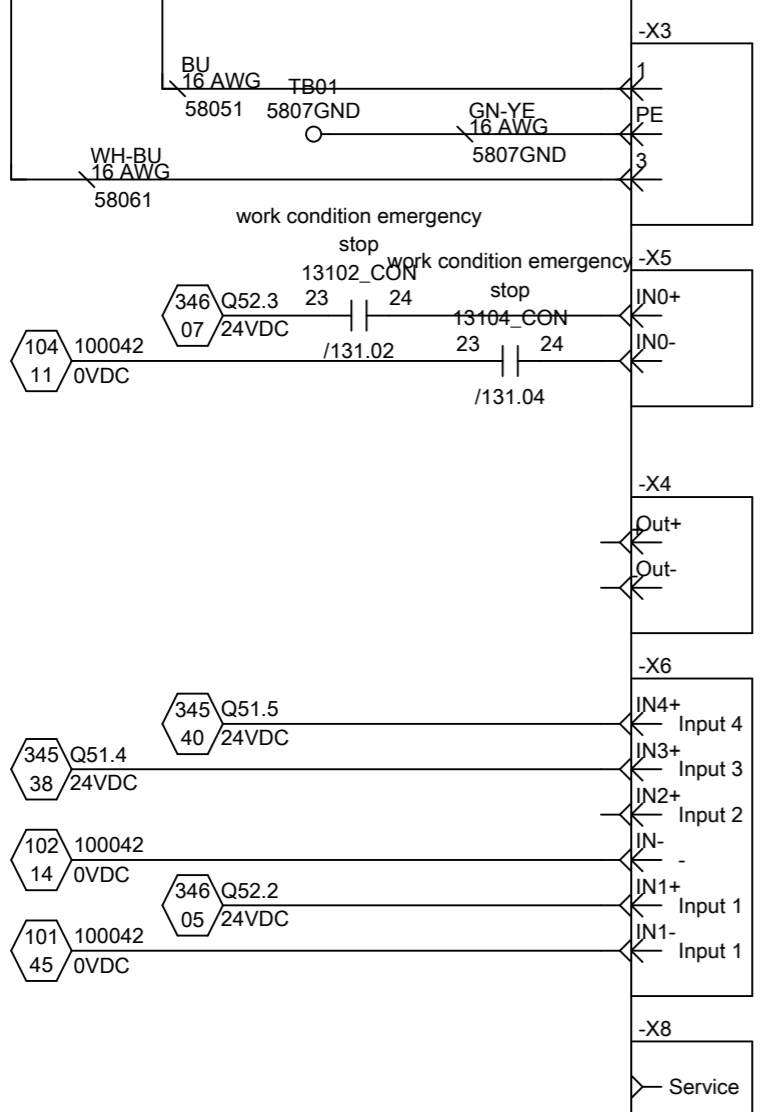 -X3
BU
16 AWG
58051
1
TB01
5807GND
GN-YE
16 AWG
5807GND
PE
WH-BU
16 AWG
58061
3
work condition emergency
stop
13102_CON
-X5
346
07
Q52.3
24VDC
23
24
/131.02
IN0+
work condition emergency
stop
13104_CON
104
11
100042
0VDC
23
24
/131.04
IN0-
-X4
Out+
Out-
-X6
345
40
Q51.5
24VDC
IN4+
Input 4
345
38
Q51.4
24VDC
IN3+
Input 3
IN2+
Input 2
102
14
100042
0VDC
IN-
-
346
05
Q52.2
24VDC
IN1+
Input 1
101
45
100042
0VDC
IN1-
Input 1
-X8
Service